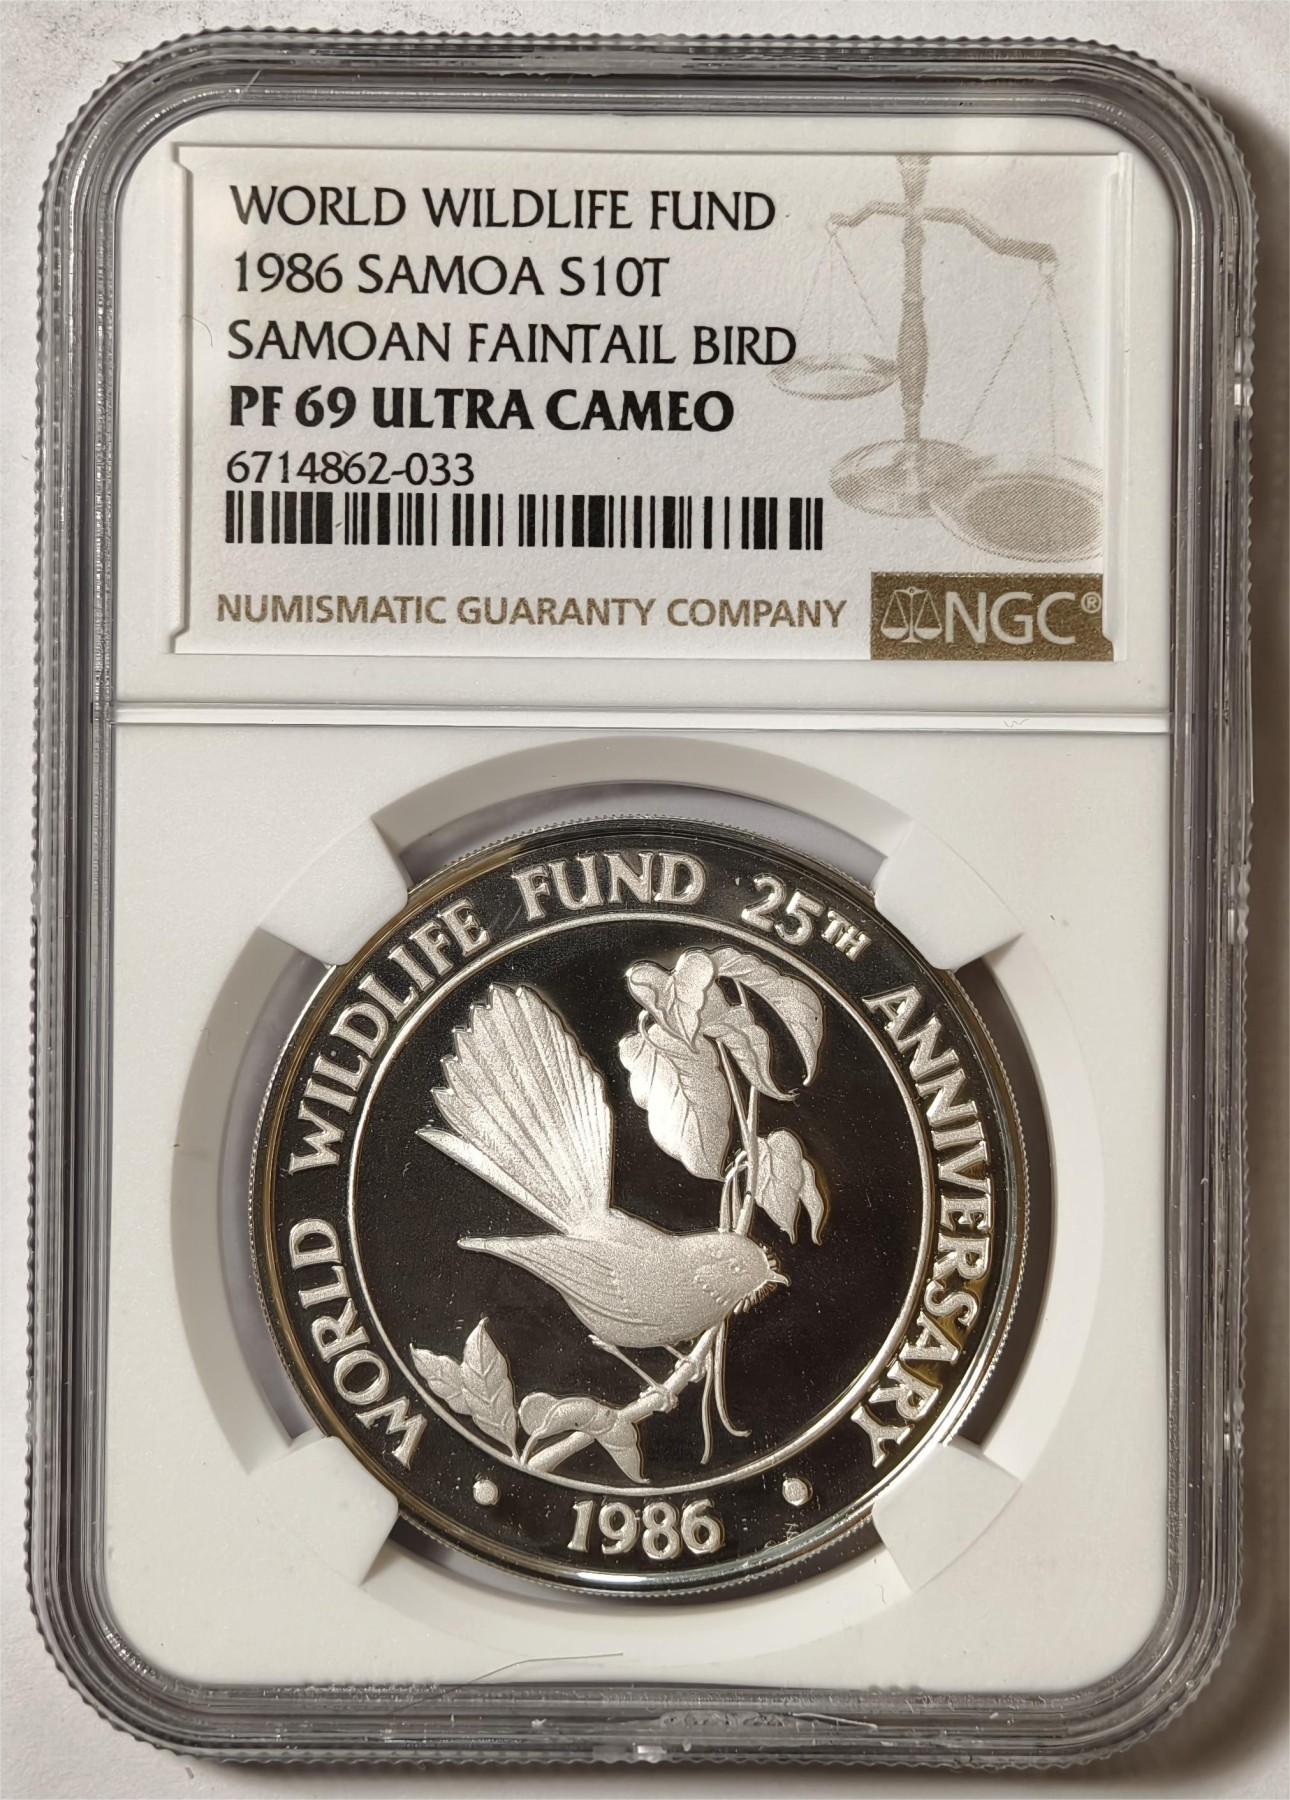 WORLD WILDLIFE FUND
1986 SAMOA S10T
SAMOAN FAINTAIL BIRD
PF 69 ULTRA CAMEO
6714862-033
NUMISMATIC GUARANTY COMPANY
NGC®
WORLD WILDLIFE FUND 25TH ANNIVERSARY
• 1986 •